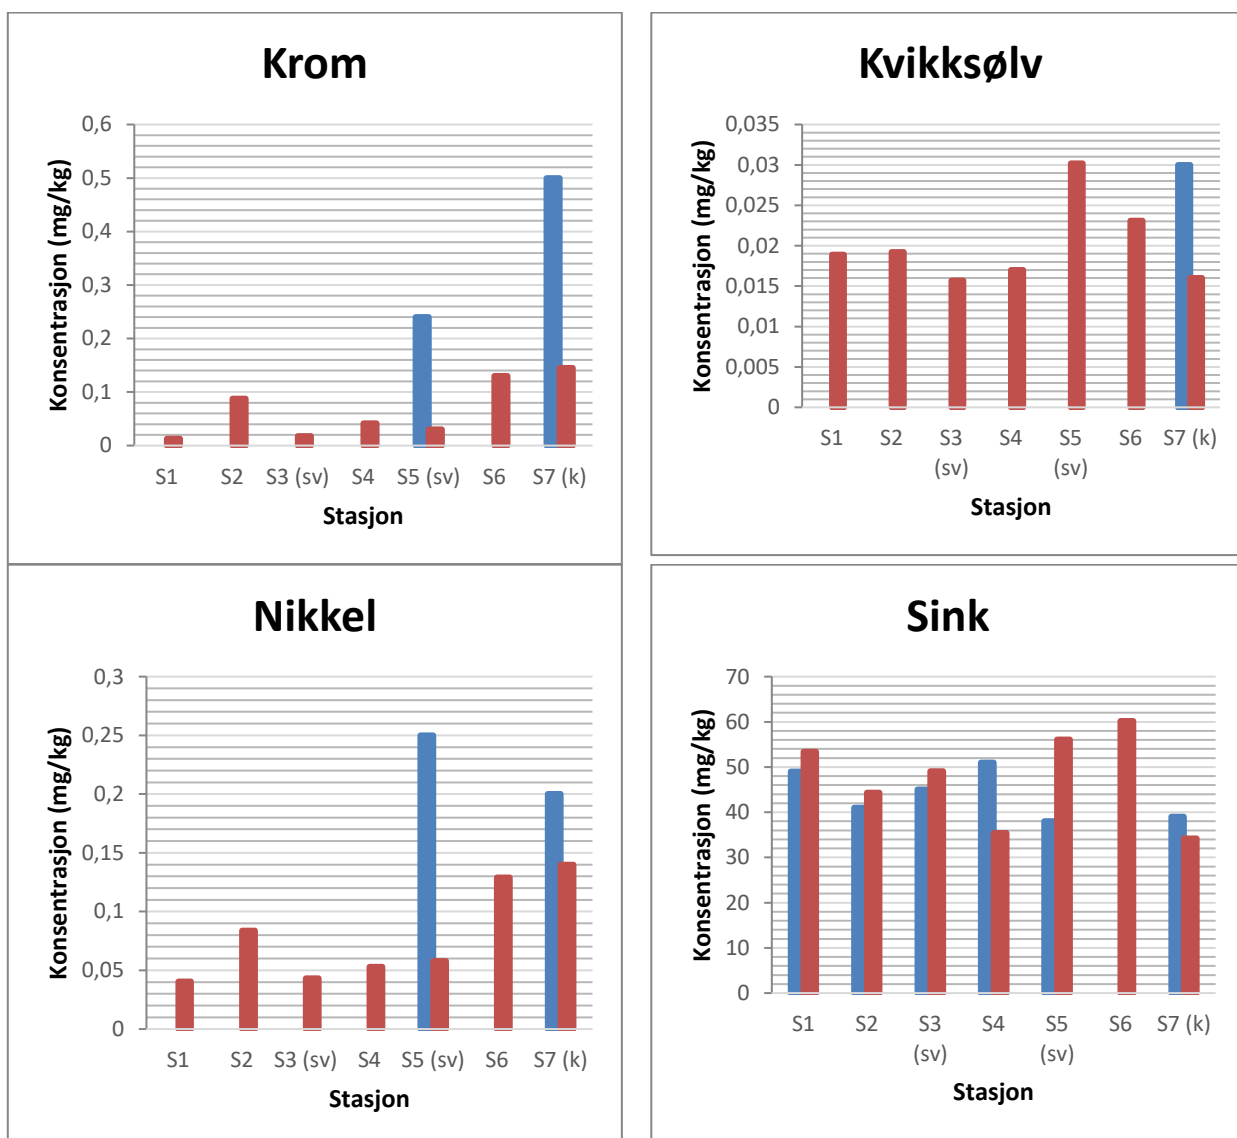 Krom
Konsentrasjon (mg/kg)
0,6
0,5
0,4
0,3
0,2
0,1
0
S1 S2 S3 (sv) S4 S5 (sv) S6 S7 (k)
Stasjon
Kvikksølv
Konsentrasjon (mg/kg)
0,035
0,03
0,025
0,02
0,015
0,01
0,005
0
S1 S2 S3 S4 S5 S6 S7 (k)
(sv) (sv)
Stasjon
Nikkel
Konsentrasjon (mg/kg)
0,3
0,25
0,2
0,15
0,1
0,05
0
S1 S2 S3 (sv) S4 S5 (sv) S6 S7 (k)
Stasjon
Sink
Konsentrasjon (mg/kg)
70
60
50
40
30
20
10
0
S1 S2 S3 S4 S5 S6 S7 (k)
(sv) (sv)
Stasjon